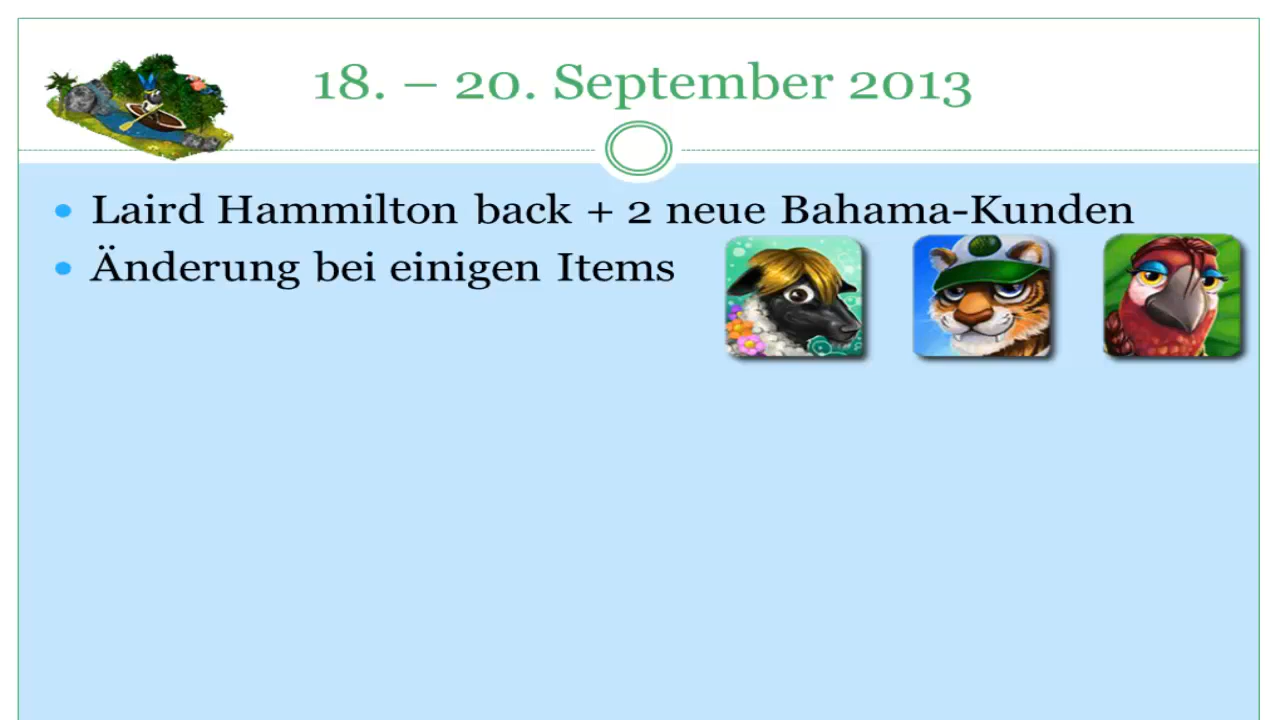 18. – 20. September 2013
Laird Hammilton back + 2 neue Bahama-Kunden
Änderung bei einigen Items